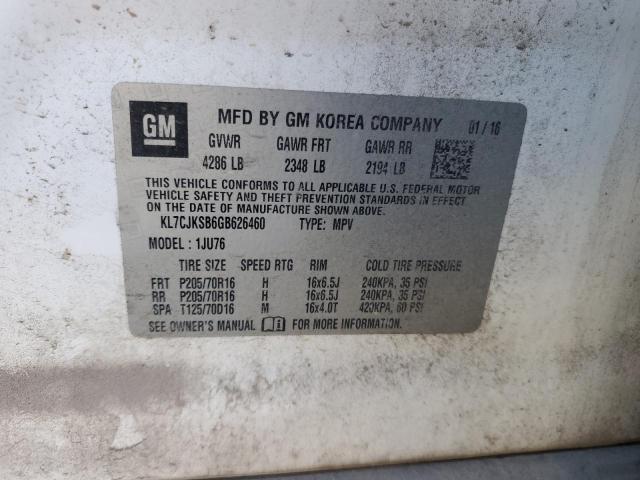 GM
MFD BY GM KOREA COMPANY 01/16
GVWR GAWR FRT GAWR RR
4286 LB 2348 LB 2194 LB
THIS VEHICLE CONFORMS TO ALL APPLICABLE U.S. FEDERAL MOTOR
VEHICLE SAFETY AND THEFT PREVENTION STANDARDS IN EFFECT
ON THE DATE OF MANUFACTURE SHOWN ABOVE.
KL7CJKSB6GB626460 TYPE: MPV
MODEL : 1JU76
TIRE SIZE SPEED RTG RIM COLD TIRE PRESSURE
FRT P205/70R16 H 16x6.5J 240KPA, 35 PSI
RR P205/70R16 H 16x6.5J 240KPA, 35 PSI
SPA T125/70D16 M 16x4.0T 420KPA, 60 PSI
SEE OWNER'S MANUAL FOR MORE INFORMATION.